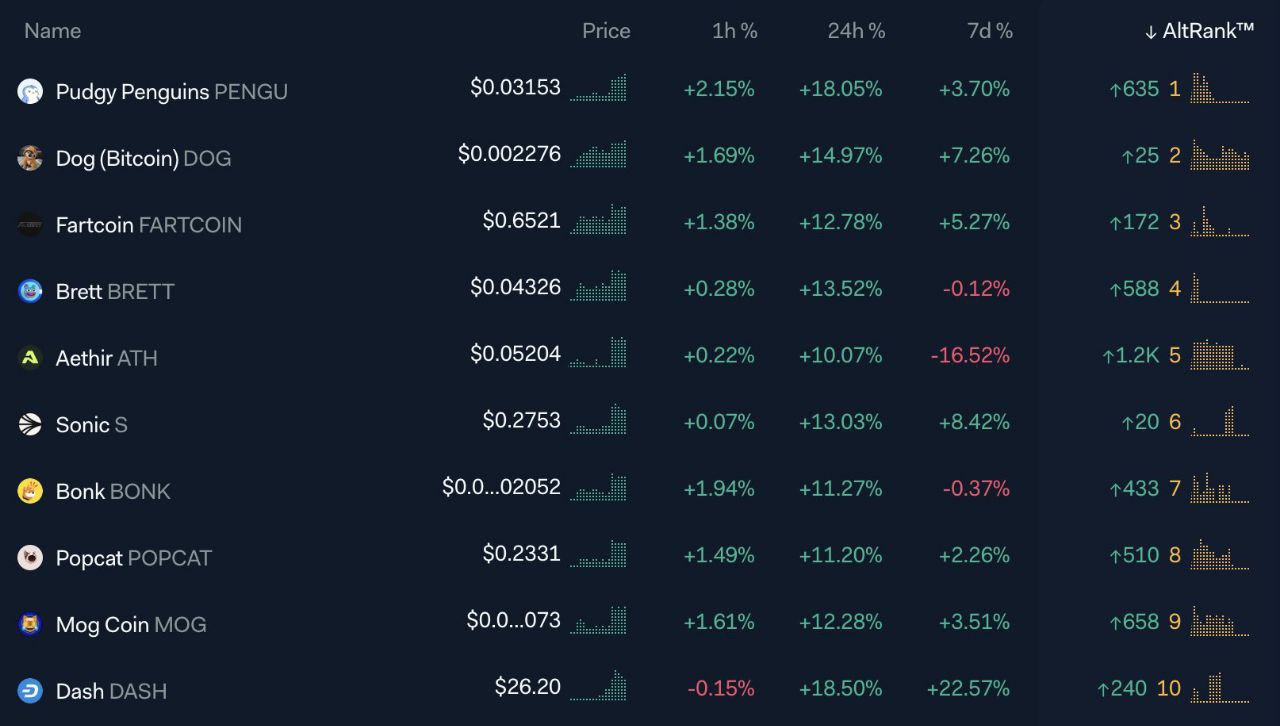 Name Price 1h % 24h % 7d % ↓ AltRank™
Pudgy Penguins PENGU $0.03153 +2.15% +18.05% +3.70% ↑635 1
Dog (Bitcoin) DOG $0.002276 +1.69% +14.97% +7.26% ↑25 2
Fartcoin FARTCOIN $0.6521 +1.38% +12.78% +5.27% ↑172 3
Brett BRETT $0.04326 +0.28% +13.52% -0.12% ↑588 4
Aethir ATH $0.05204 +0.22% +10.07% -16.52% ↑1.2K 5
Sonic S $0.2753 +0.07% +13.03% +8.42% ↑20 6
Bonk BONK $0.0...02052 +1.94% +11.27% -0.37% ↑433 7
Popcat POPCAT $0.2331 +1.49% +11.20% +2.26% ↑510 8
Mog Coin MOG $0.0...073 +1.61% +12.28% +3.51% ↑658 9
Dash DASH $26.20 -0.15% +18.50% +22.57% ↑240 10